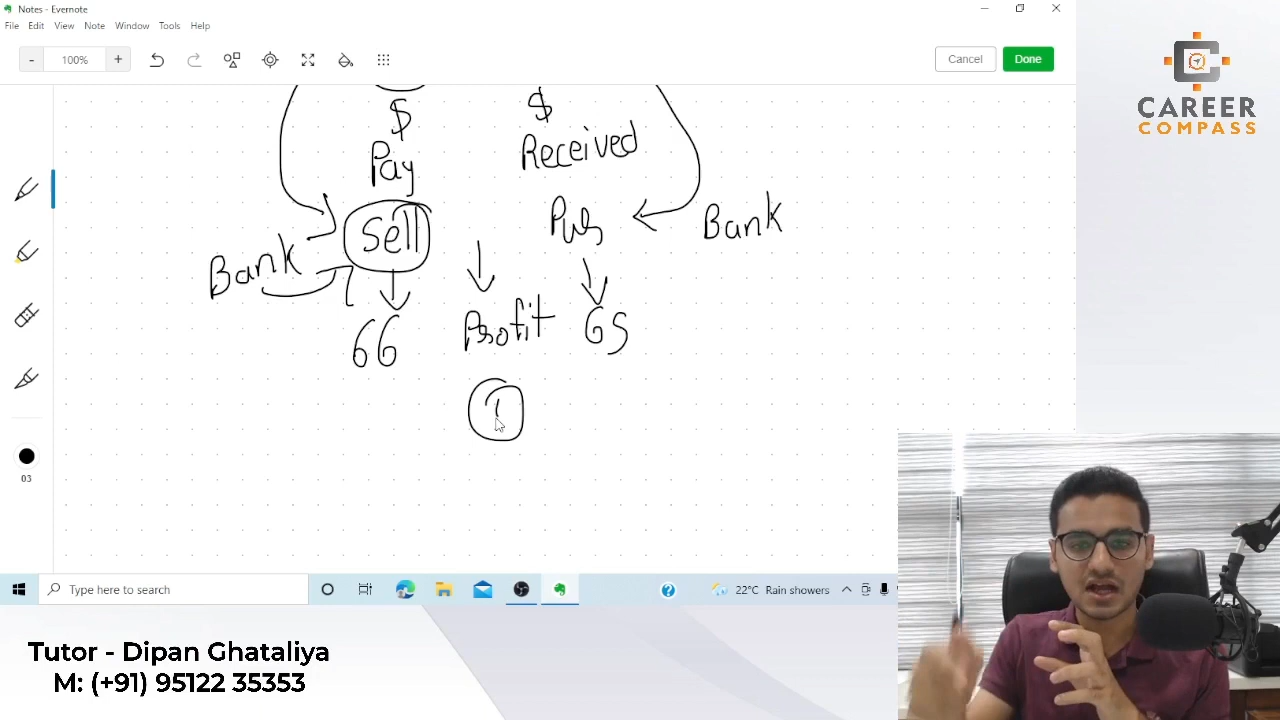 Notes - Evernote
File Edit View Note Window Tools Help
- 100% + Cancel Done
CAREER
COMPASS
$ $
Pay Received
Sell Pur Bank
Bank
66 Profit 65
1
03
Type here to search 22°C Rain showers
Tutor - Dipan Ghataliya
M: (+91) 95122 35353